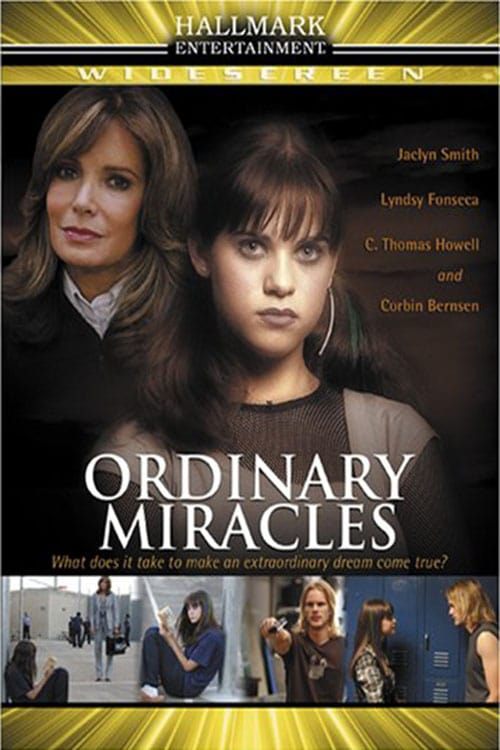 HALLMARK
ENTERTAINMENT
WIDESCREEN
Jaclyn Smith
Lyndsy Fonseca
C. Thomas Howell
and
Corbin Bernsen
ORDINARY
MIRACLES
What does it take to make an extraordinary dream come true?